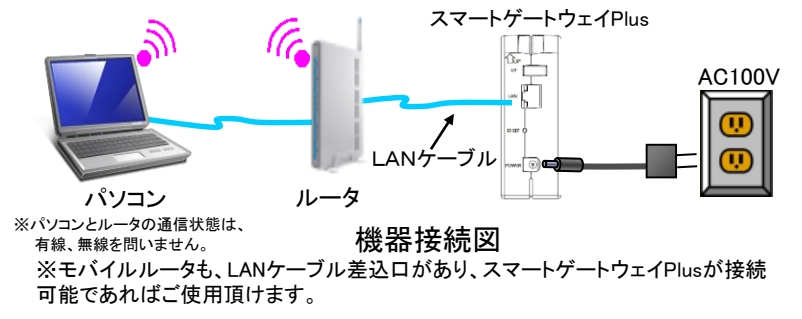 スマートゲートウェイPlus
AC100V
UP
LAN
ID SET
POWER
LANケーブル
パソコン
ルータ
※パソコンとルータの通信状態は、
有線、無線を問いません。
機器接続図
※モバイルルータも、LANケーブル差込口があり、スマートゲートウェイPlusが接続
可能であればご使用頂けます。